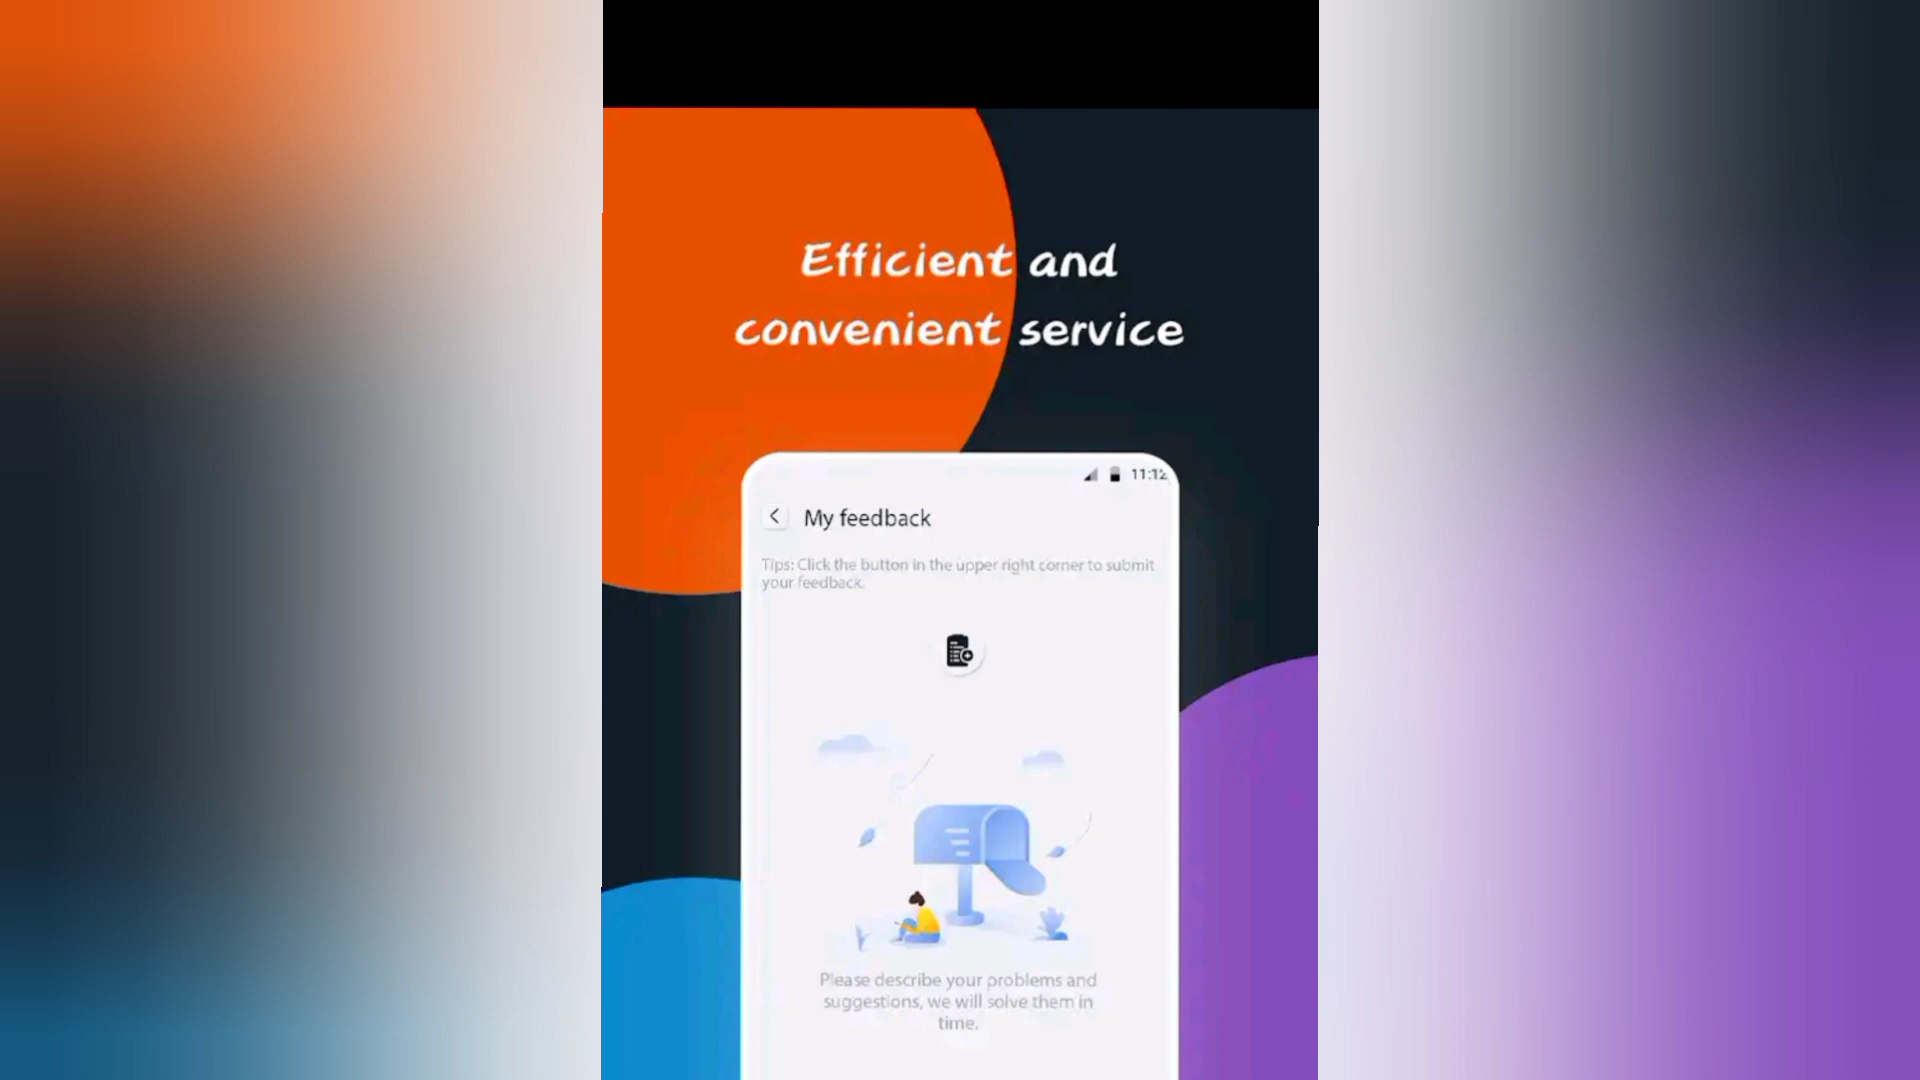 Efficient and
convenient service
11:12
My feedback
Tips: Click the button in the upper right corner to submit
your feedback.
Please describe your problems and
suggestions, we will solve them in
time.